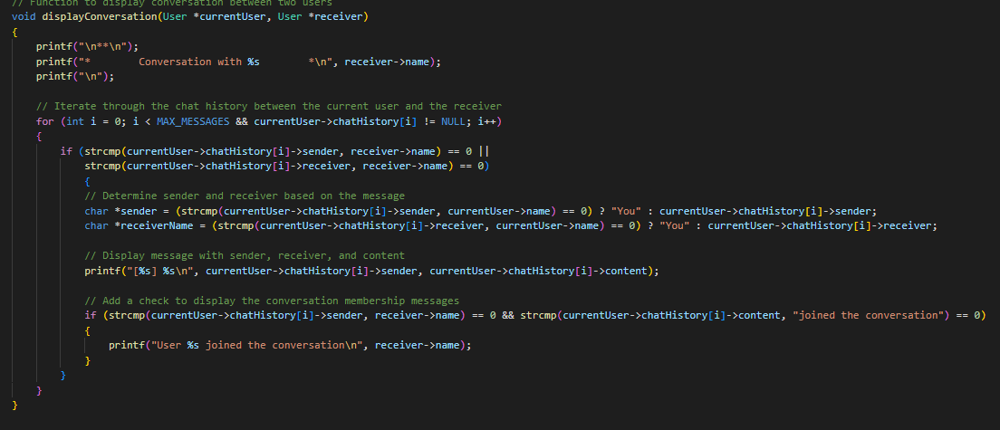 // Function to display conversation between two users
void displayConversation(User *currentUser, User *receiver)
{
    printf("\n**\n");
    printf("*        Conversation with %s        *\n", receiver->name);
    printf("\n");

    // Iterate through the chat history between the current user and the receiver
    for (int i = 0; i < MAX_MESSAGES && currentUser->chatHistory[i] != NULL; i++)
    {
        if (strcmp(currentUser->chatHistory[i]->sender, receiver->name) == 0 ||
            strcmp(currentUser->chatHistory[i]->receiver, receiver->name) == 0)
            {
            // Determine sender and receiver based on the message
            char *sender = (strcmp(currentUser->chatHistory[i]->sender, currentUser->name) == 0) ? "You" : currentUser->chatHistory[i]->sender;
            char *receiverName = (strcmp(currentUser->chatHistory[i]->receiver, currentUser->name) == 0) ? "You" : currentUser->chatHistory[i]->receiver;

            // Display message with sender, receiver, and content
            printf("[%s] %s\n", currentUser->chatHistory[i]->sender, currentUser->chatHistory[i]->content);

            // Add a check to display the conversation membership messages
            if (strcmp(currentUser->chatHistory[i]->sender, receiver->name) == 0 && strcmp(currentUser->chatHistory[i]->content, "joined the conversation") == 0)
            {
                printf("User %s joined the conversation\n", receiver->name);
            }
        }
    }
}